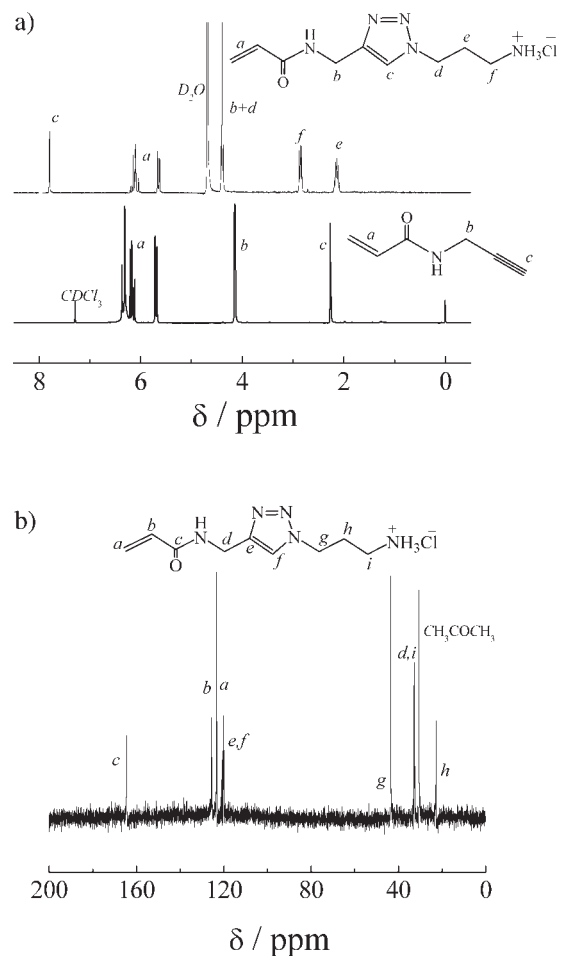 a)
N N N
a e
H
N N + −
NH3Cl
O b c d f
D2O
c b+d
a f e
O
a b
N
H c
a b c
CDCl3
8 6 4 2 0
δ / ppm
b)
N N
b H N h + −
a c N d e N g NH3Cl
O f i
CH3COCH3
d,i
b a
c e,f g h
200 160 120 80 40 0
δ / ppm